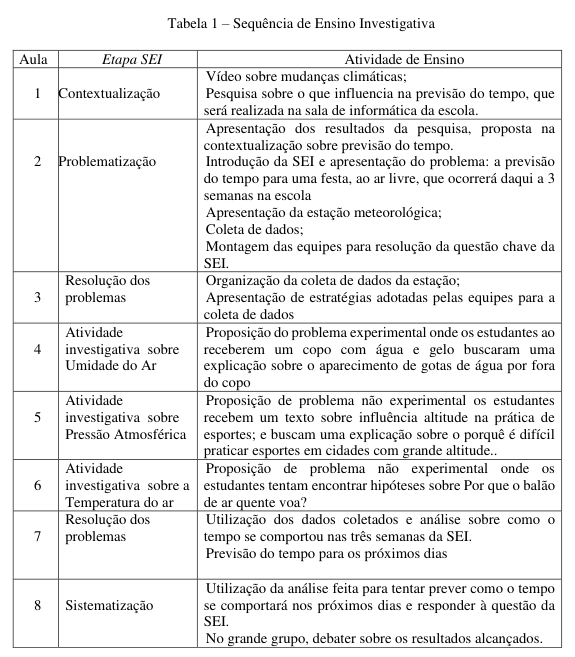 Tabela 1 – Sequência de Ensino Investigativa
Aula Etapa SEI Atividade de Ensino
1 Contextualização
Vídeo sobre mudanças climáticas;
Pesquisa sobre o que influencia na previsão do tempo, que
será realizada na sala de informática da escola.
2 Problematização
Apresentação dos resultados da pesquisa, proposta na
contextualização sobre previsão do tempo.
Introdução da SEI e apresentação do problema: a previsão
do tempo para uma festa, ao ar livre, que ocorrerá daqui a 3
semanas na escola
Apresentação da estação meteorológica;
Coleta de dados;
Montagem das equipes para resolução da questão chave da
SEI.
3 Resolução dos
problemas
Organização da coleta de dados da estação;
Apresentação de estratégias adotadas pelas equipes para a
coleta de dados
4 Atividade
investigativa sobre
Umidade do Ar
Proposição do problema experimental onde os estudantes ao
receberem um copo com água e gelo buscaram uma
explicação sobre o aparecimento de gotas de água por fora
do copo
5 Atividade
investigativa sobre
Pressão Atmosférica
Proposição de problema não experimental os estudantes
recebem um texto sobre influência altitude na prática de
esportes; e buscam uma explicação sobre o porquê é difícil
praticar esportes em cidades com grande altitude..
6 Atividade
investigativa sobre a
Temperatura do ar
Proposição de problema não experimental onde os
estudantes tentam encontrar hipóteses sobre Por que o balão
de ar quente voa?
7 Resolução dos
problemas
Utilização dos dados coletados e análise sobre como o
tempo se comportou nas três semanas da SEI.
Previsão do tempo para os próximos dias
8 Sistematização
Utilização da análise feita para tentar prever como o tempo
se comportará nos próximos dias e responder à questão da
SEI.
No grande grupo, debater sobre os resultados alcançados.